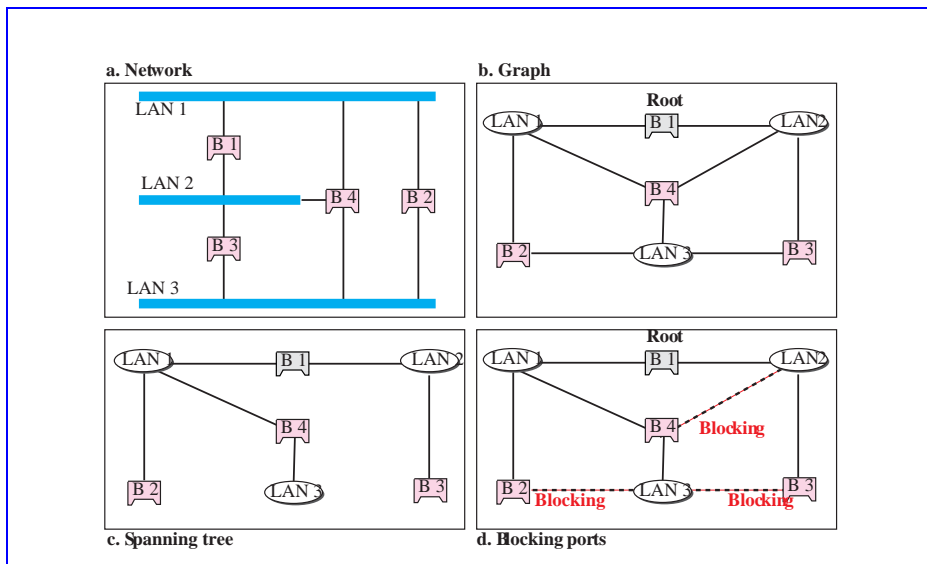 a. Network
LAN 1
B 1
LAN 2
B 4
B 2
B 3
LAN 3
b. Graph
Root
LAN 1
B 1
LAN2
B 4
B 2
LAN 3
B 3
LAN 1
B 1
LAN 2
B 4
B 2
LAN 3
B 3
c. Spanning tree
Root
LAN 1
B 1
LAN2
B 4
Blocking
B 2
Blocking
LAN 3
Blocking
B 3
d. Blocking ports